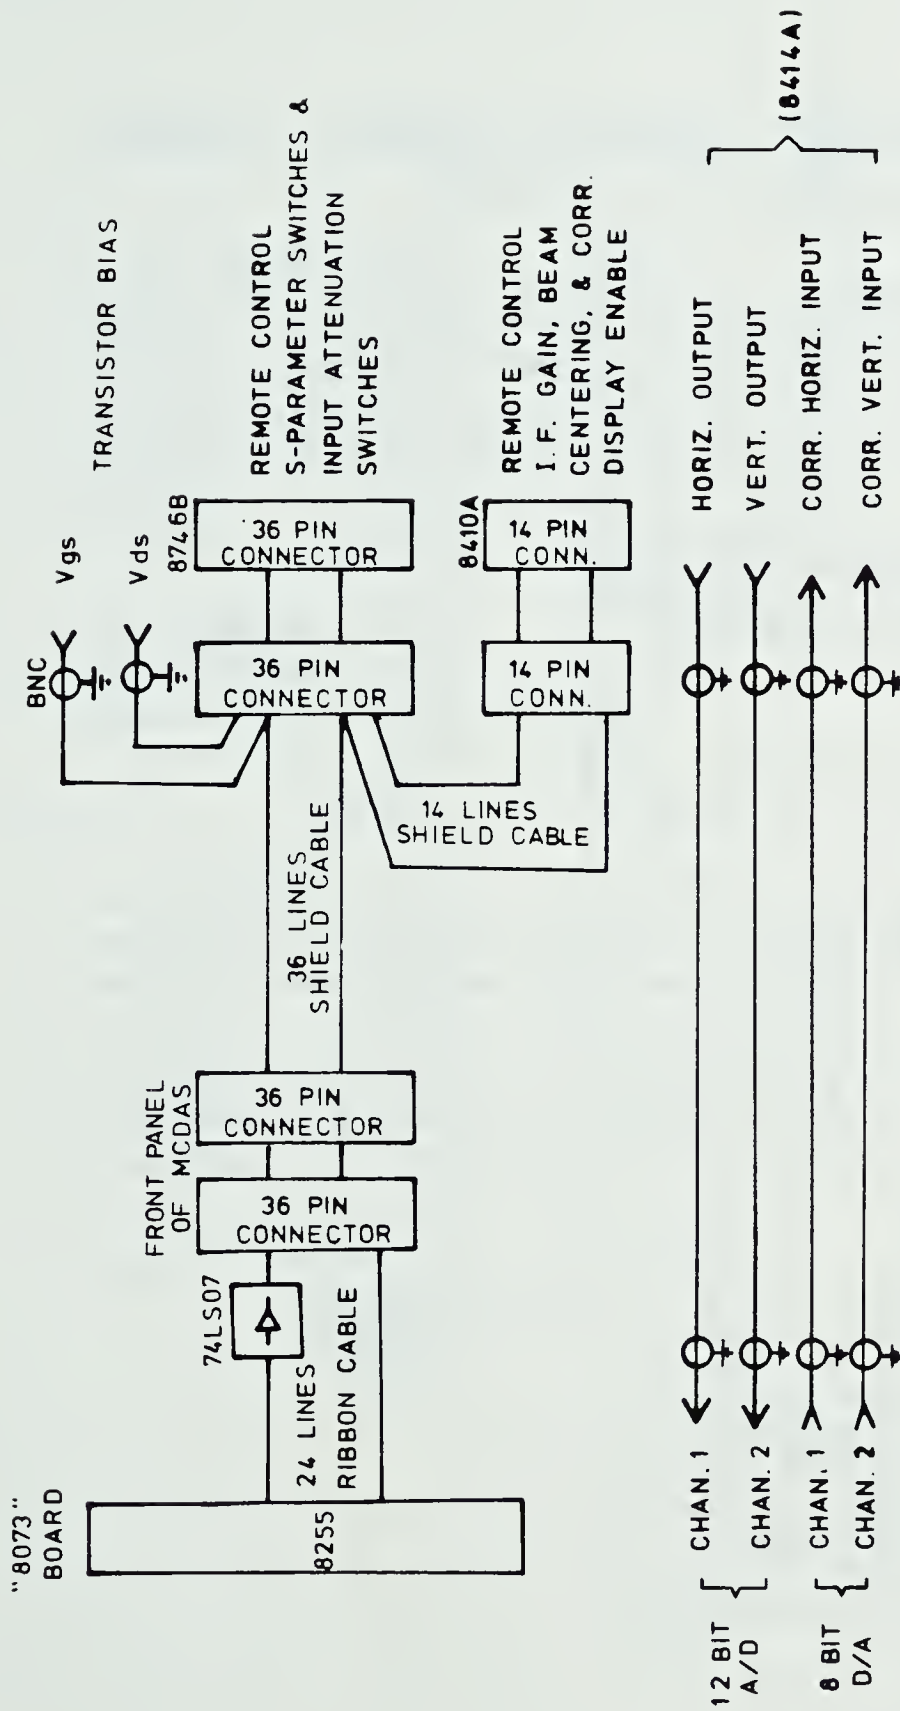 "8073"
BOARD
8255
24 LINES
RIBBON CABLE
74LS07
FRONT PANEL
OF MCDAS
36 PIN
CONNECTOR
36 PIN
CONNECTOR
36 LINES
SHIELD CABLE
14 LINES
SHIELD CABLE
BNC
Vgs
Vds
TRANSISTOR BIAS
36 PIN
CONNECTOR
8746B
36 PIN
CONNECTOR
REMOTE CONTROL
S-PARAMETER SWITCHES &
INPUT ATTENUATION
SWITCHES
14 PIN
CONN.
8410A
14 PIN
CONN.
REMOTE CONTROL
I.F. GAIN, BEAM
CENTERING, & CORR.
DISPLAY ENABLE
12 BIT
A/D
CHAN. 1
HORIZ. OUTPUT
CHAN. 2
VERT. OUTPUT
8 BIT
D/A
CHAN. 1
CORR. HORIZ. INPUT
CHAN. 2
CORR. VERT. INPUT
(8414A)